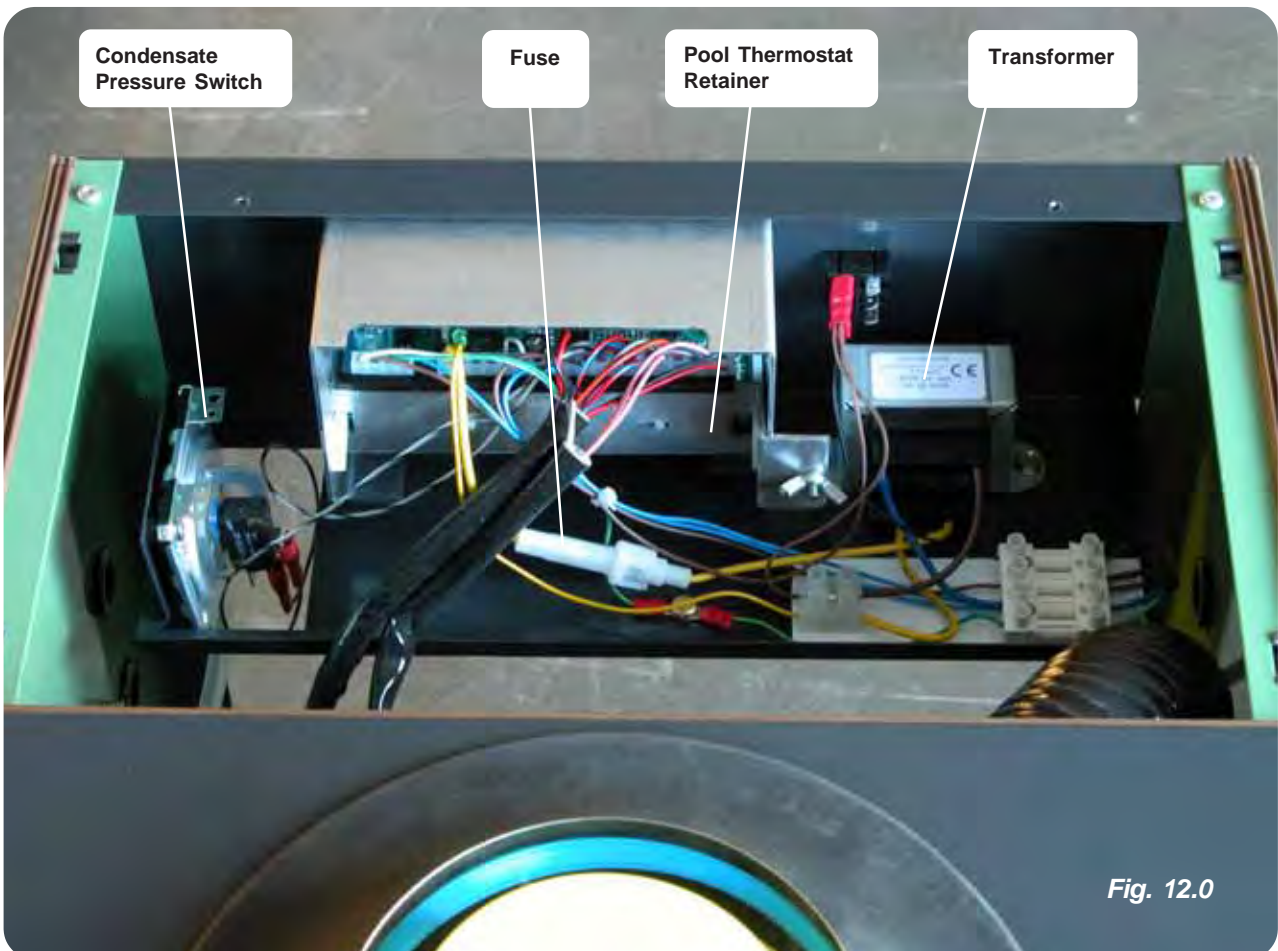 Condensate
Pressure Switch
Fuse
Pool Thermostat
Retainer
Transformer
CE
Fig. 12.0